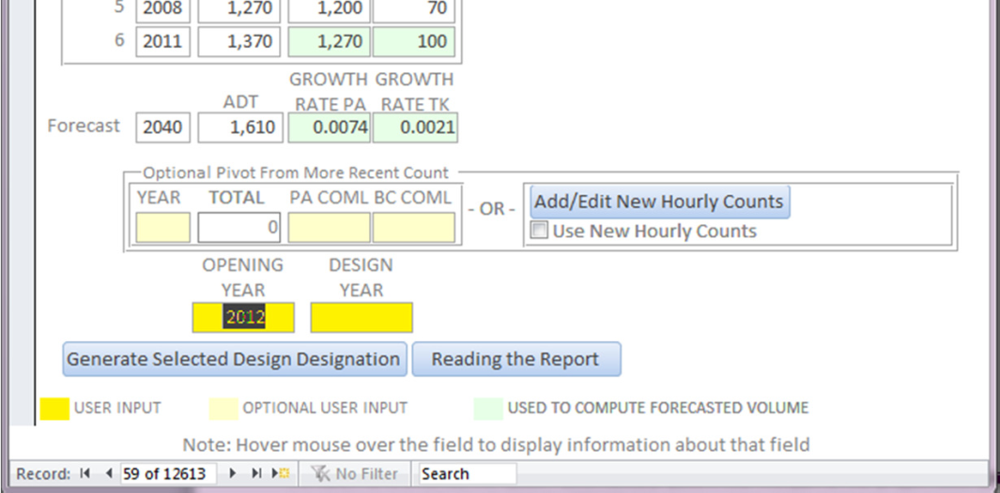 5 2008 1,270 1,200 70
6 2011 1,370 1,270 100
GROWTH GROWTH
ADT RATE PA RATE TK
Forecast 2040 1,610 0.0074 0.0021
Optional Pivot From More Recent Count
YEAR TOTAL PA COML BC COML
0
- OR -
Add/Edit New Hourly Counts
Use New Hourly Counts
OPENING DESIGN
YEAR YEAR
2012
Generate Selected Design Designation Reading the Report
USER INPUT OPTIONAL USER INPUT USED TO COMPUTE FORECASTED VOLUME
Note: Hover mouse over the field to display information about that field
Record: 59 of 12613 No Filter Search